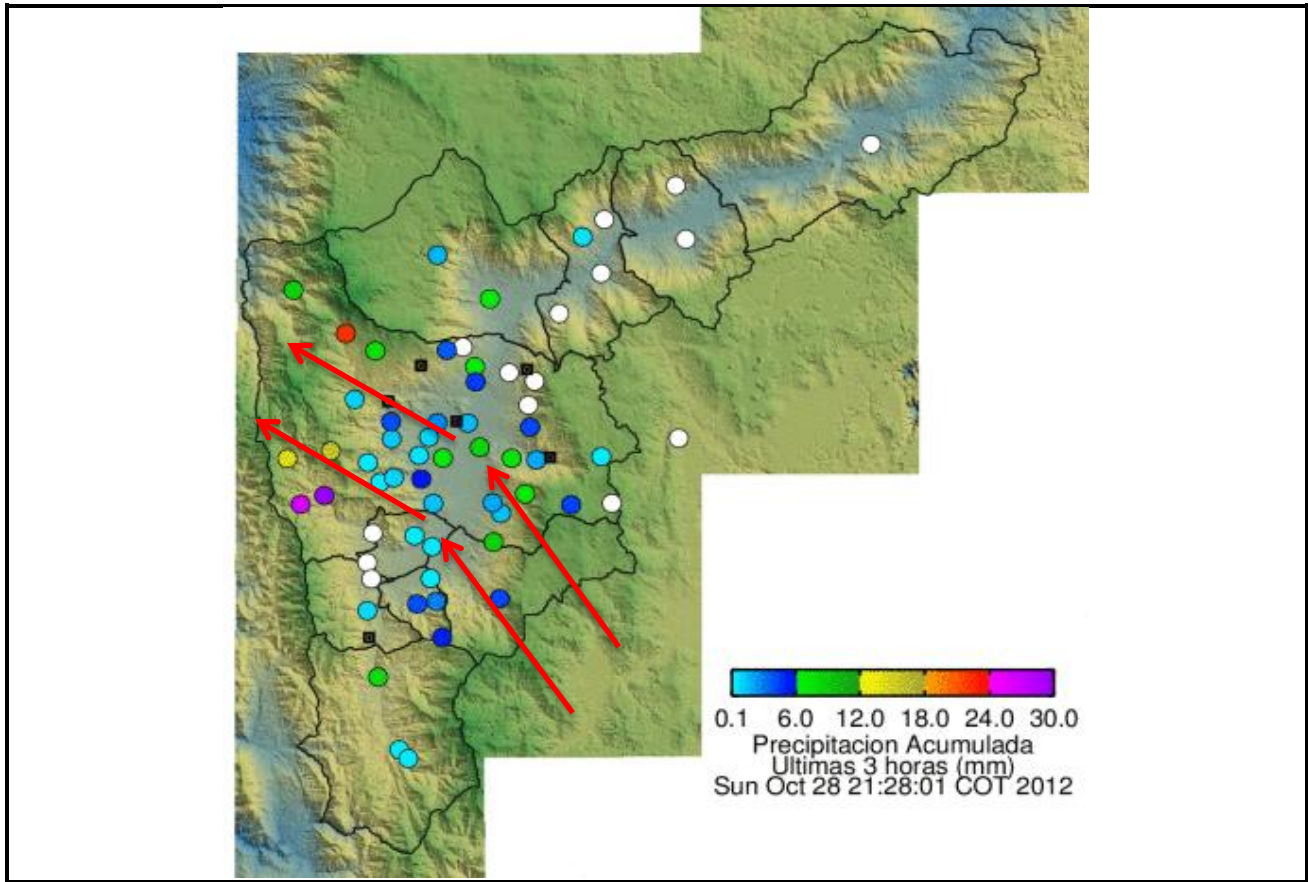 0.1 6.0 12.0 18.0 24.0 30.0
Precipitacion Acumulada
Ultimas 3 horas (mm)
Sun Oct 28 21:28:01 COT 2012